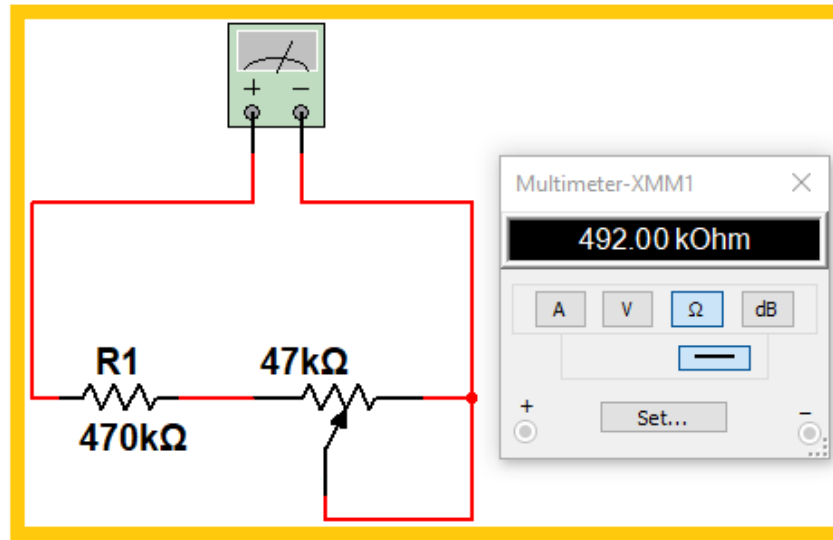 + −
Multimeter-XMM1
492.00 kOhm
A V Ω dB
+ Set... −
R1 47kΩ
470kΩ